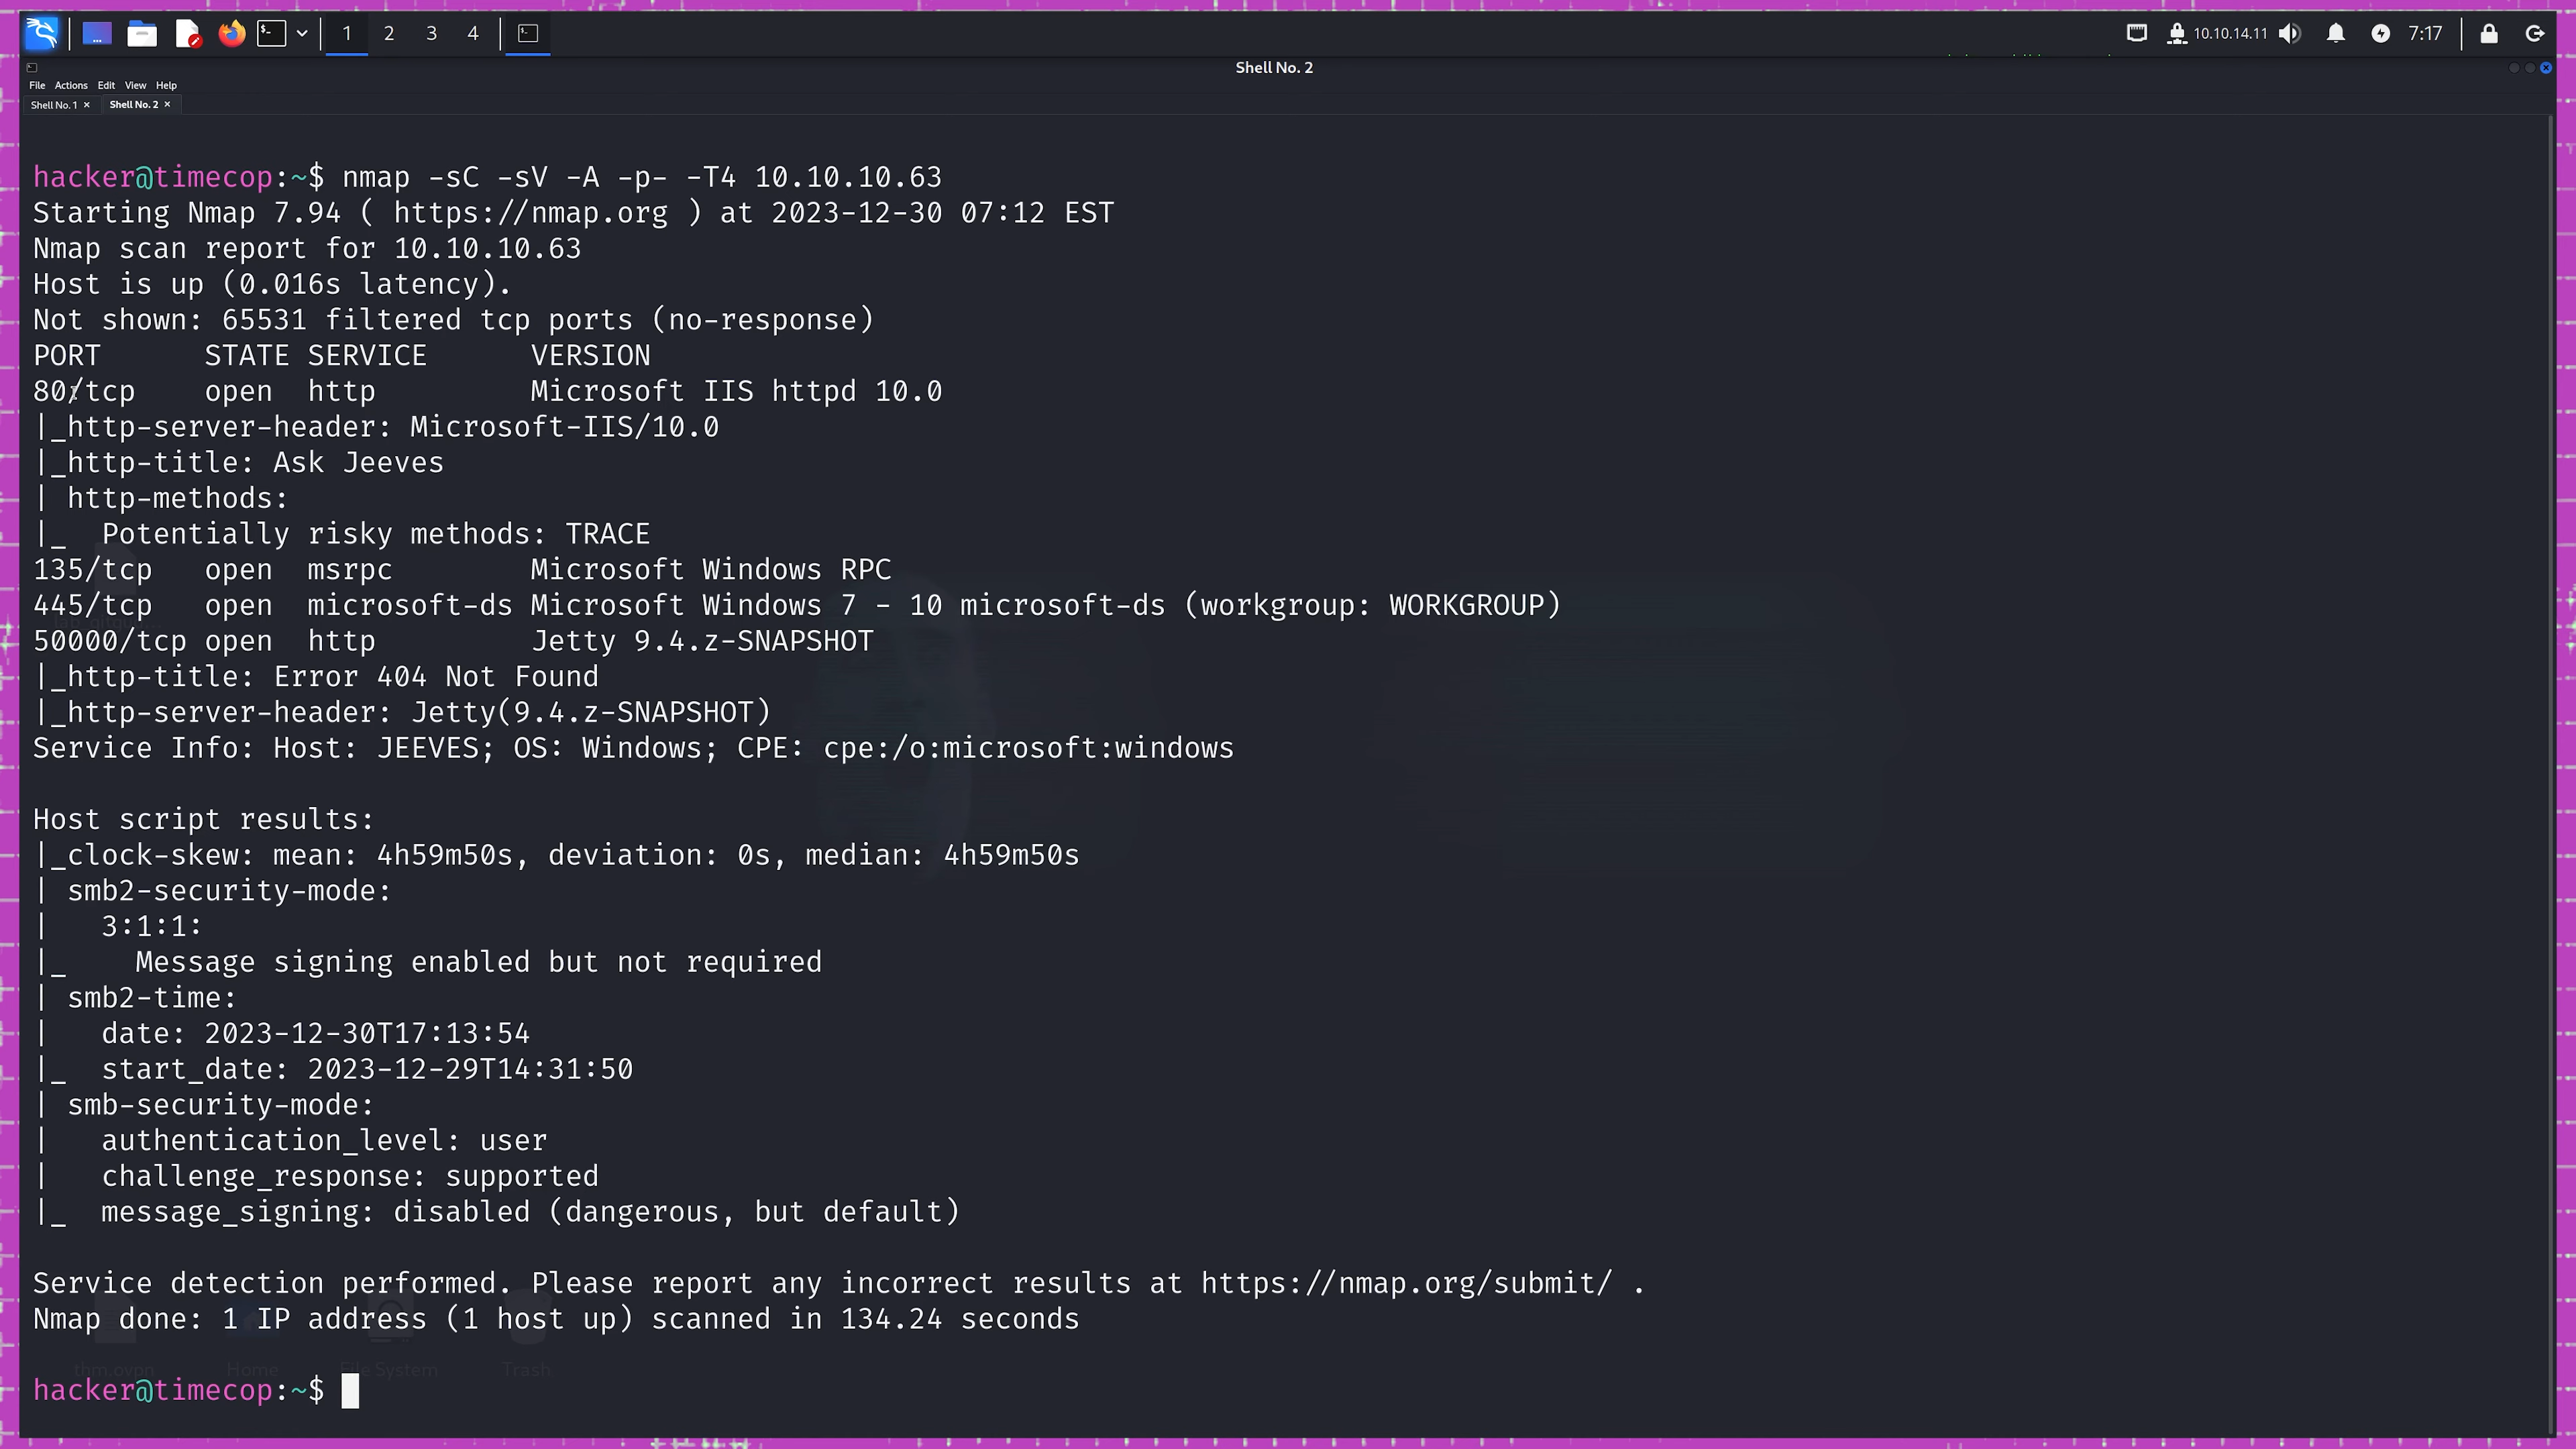 1 2 3 4
10.10.14.11
7:17
Shell No. 2
File Actions Edit View Help
Shell No. 1 × Shell No. 2 ×
hacker@timecop:~$ nmap -sC -sV -A -p- -T4 10.10.10.63
Starting Nmap 7.94 ( https://nmap.org ) at 2023-12-30 07:12 EST
Nmap scan report for 10.10.10.63
Host is up (0.016s latency).
Not shown: 65531 filtered tcp ports (no-response)
PORT      STATE SERVICE      VERSION
80/tcp    open  http         Microsoft IIS httpd 10.0
|_http-server-header: Microsoft-IIS/10.0
|_http-title: Ask Jeeves
| http-methods:
|_  Potentially risky methods: TRACE
135/tcp   open  msrpc        Microsoft Windows RPC
445/tcp   open  microsoft-ds Microsoft Windows 7 - 10 microsoft-ds (workgroup: WORKGROUP)
50000/tcp open  http         Jetty 9.4.z-SNAPSHOT
|_http-title: Error 404 Not Found
|_http-server-header: Jetty(9.4.z-SNAPSHOT)
Service Info: Host: JEEVES; OS: Windows; CPE: cpe:/o:microsoft:windows
Host script results:
|_clock-skew: mean: 4h59m50s, deviation: 0s, median: 4h59m50s
| smb2-security-mode:
|   3:1:1:
|_    Message signing enabled but not required
| smb2-time:
|   date: 2023-12-30T17:13:54
|_  start_date: 2023-12-29T14:31:50
| smb-security-mode:
|   authentication_level: user
|   challenge_response: supported
|_  message_signing: disabled (dangerous, but default)
Service detection performed. Please report any incorrect results at https://nmap.org/submit/ .
Nmap done: 1 IP address (1 host up) scanned in 134.24 seconds
thm.ovpn Home File System Trash
hacker@timecop:~$